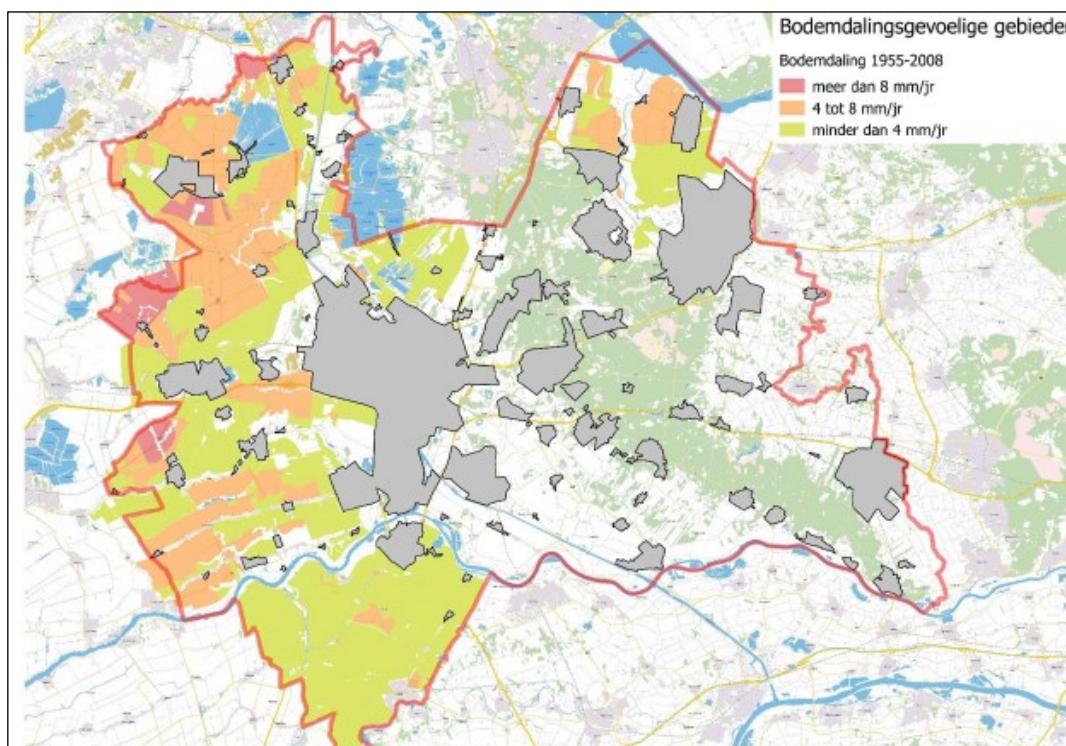 Bodemdalingsgevoelige gebieden
Bodemdaling 1955-2008
meer dan 8 mm/jr
4 tot 8 mm/jr
minder dan 4 mm/jr